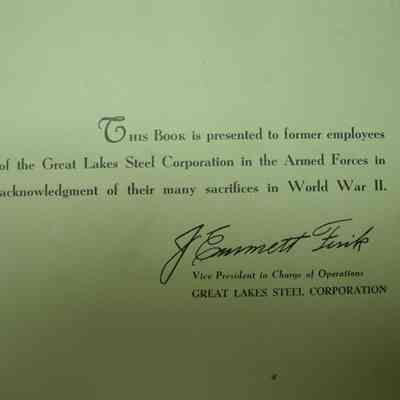 THIS BOOK is presented to former employees
of the Great Lakes Steel Corporation in the Armed Forces in
acknowledgment of their many sacrifices in World War II.
J. Emmett Fink
Vice President in Charge of Operations
GREAT LAKES STEEL CORPORATION